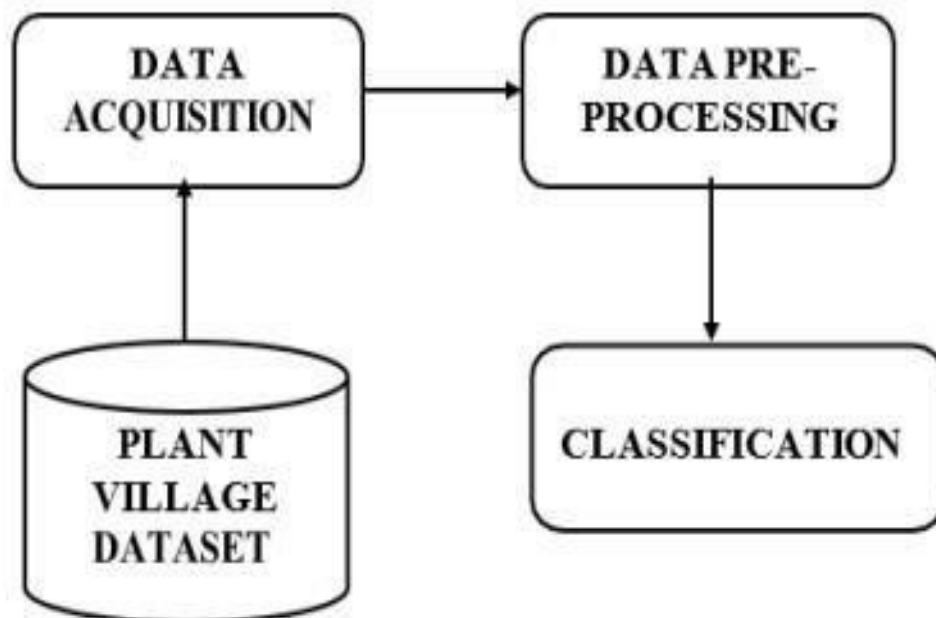 DATA
ACQUISITION
DATA PRE-
PROCESSING
PLANT
VILLAGE
DATASET
CLASSIFICATION